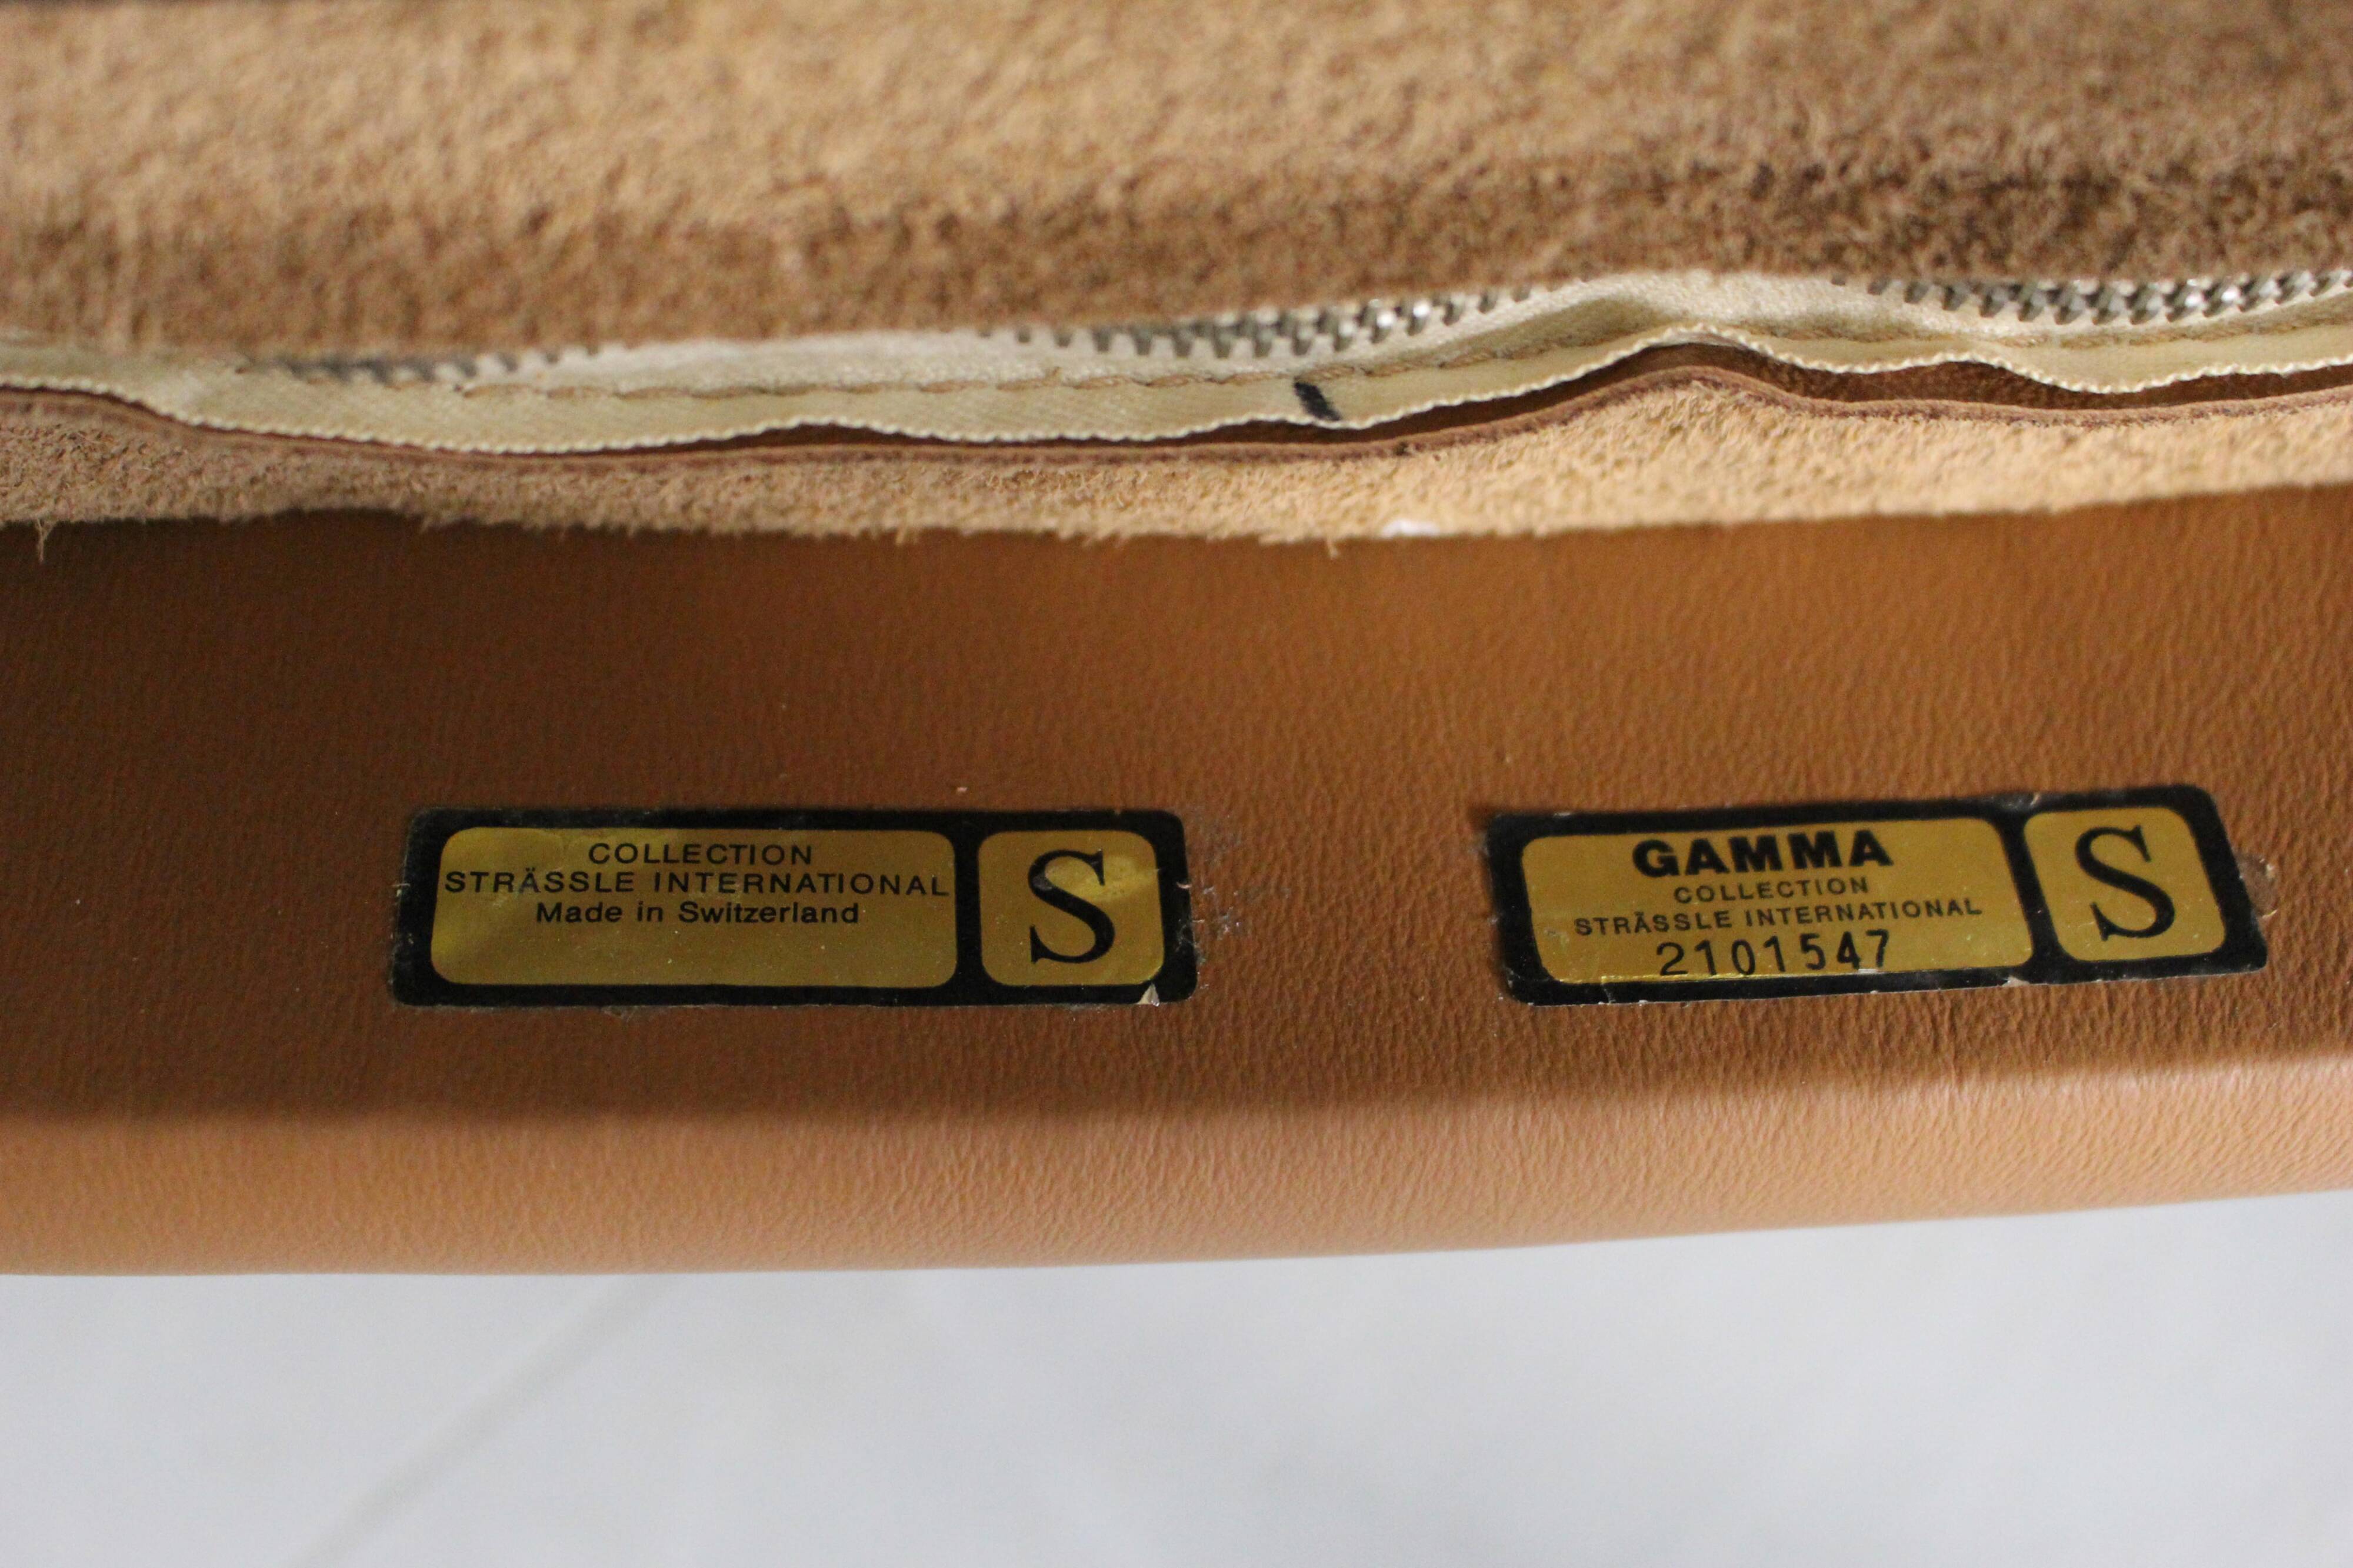 COLLECTION
STRÄSSLE INTERNATIONAL
Made in Switzerland
S
GAMMA
COLLECTION
STRÄSSLE INTERNATIONAL
2101547
S